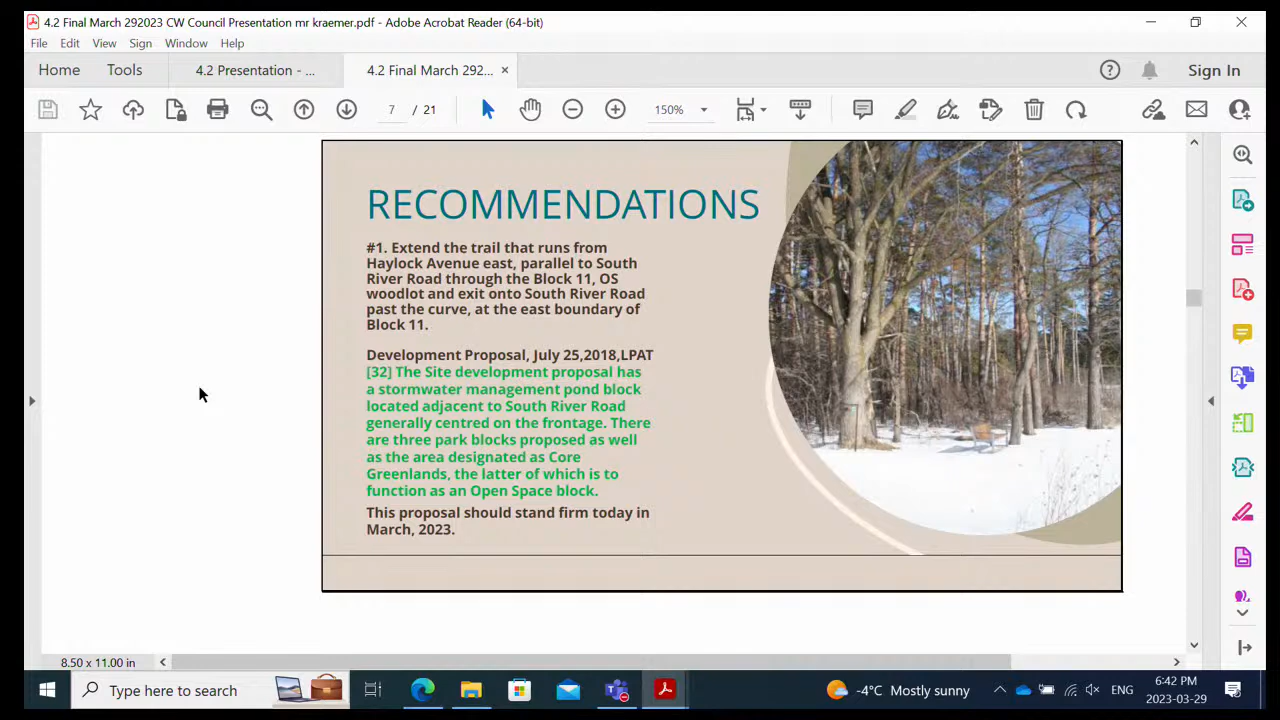 4.2 Final March 292023 CW Council Presentation mr kraemer.pdf - Adobe Acrobat Reader (64-bit)
File Edit View Sign Window Help
Home Tools 4.2 Presentation - ... 4.2 Final March 292... × Sign In
7 / 21 150%
RECOMMENDATIONS
#1. Extend the trail that runs from
Haylock Avenue east, parallel to South
River Road through the Block 11, OS
woodlot and exit onto South River Road
past the curve, at the east boundary of
Block 11.
Development Proposal, July 25,2018,LPAT
[32] The Site development proposal has
a stormwater management pond block
located adjacent to South River Road
generally centred on the frontage. There
are three park blocks proposed as well
as the area designated as Core
Greenlands, the latter of which is to
function as an Open Space block.
This proposal should stand firm today in
March, 2023.
8.50 x 11.00 in
Type here to search -4°C Mostly sunny ENG 6:42 PM
2023-03-29